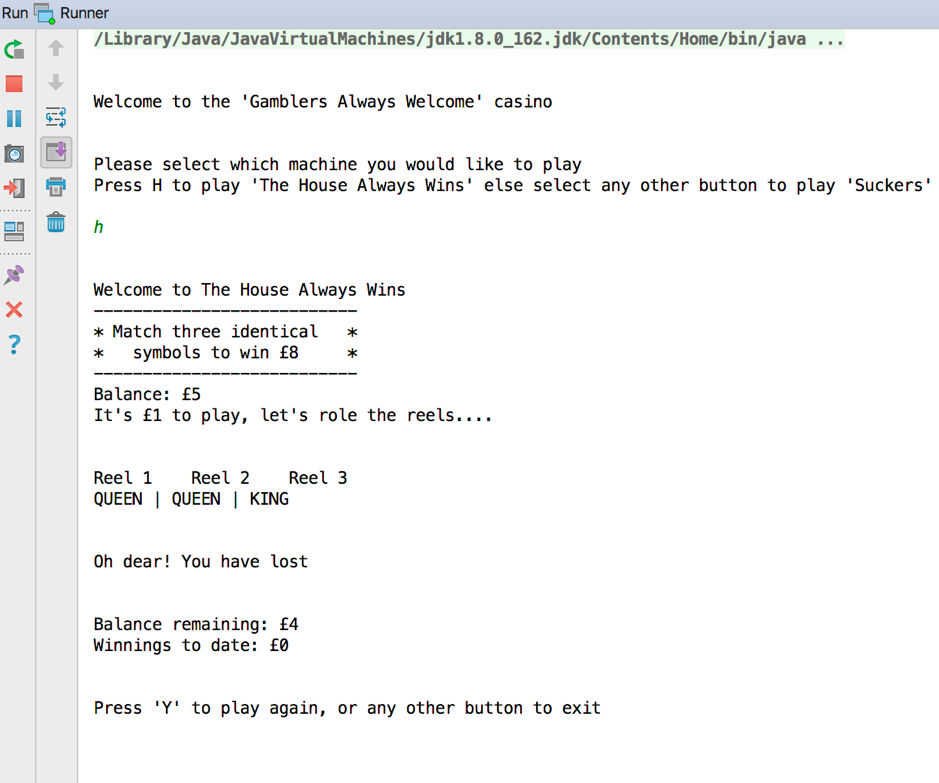 Run Runner
/Library/Java/JavaVirtualMachines/jdk1.8.0_162.jdk/Contents/Home/bin/java ...
Welcome to the 'Gamblers Always Welcome' casino
Please select which machine you would like to play
Press H to play 'The House Always Wins' else select any other button to play 'Suckers'
h
Welcome to The House Always Wins
---------------------------
* Match three identical   *
*   symbols to win £8     *
---------------------------
Balance: £5
It's £1 to play, let's role the reels....
Reel 1    Reel 2    Reel 3
QUEEN | QUEEN | KING
Oh dear! You have lost
Balance remaining: £4
Winnings to date: £0
Press 'Y' to play again, or any other button to exit